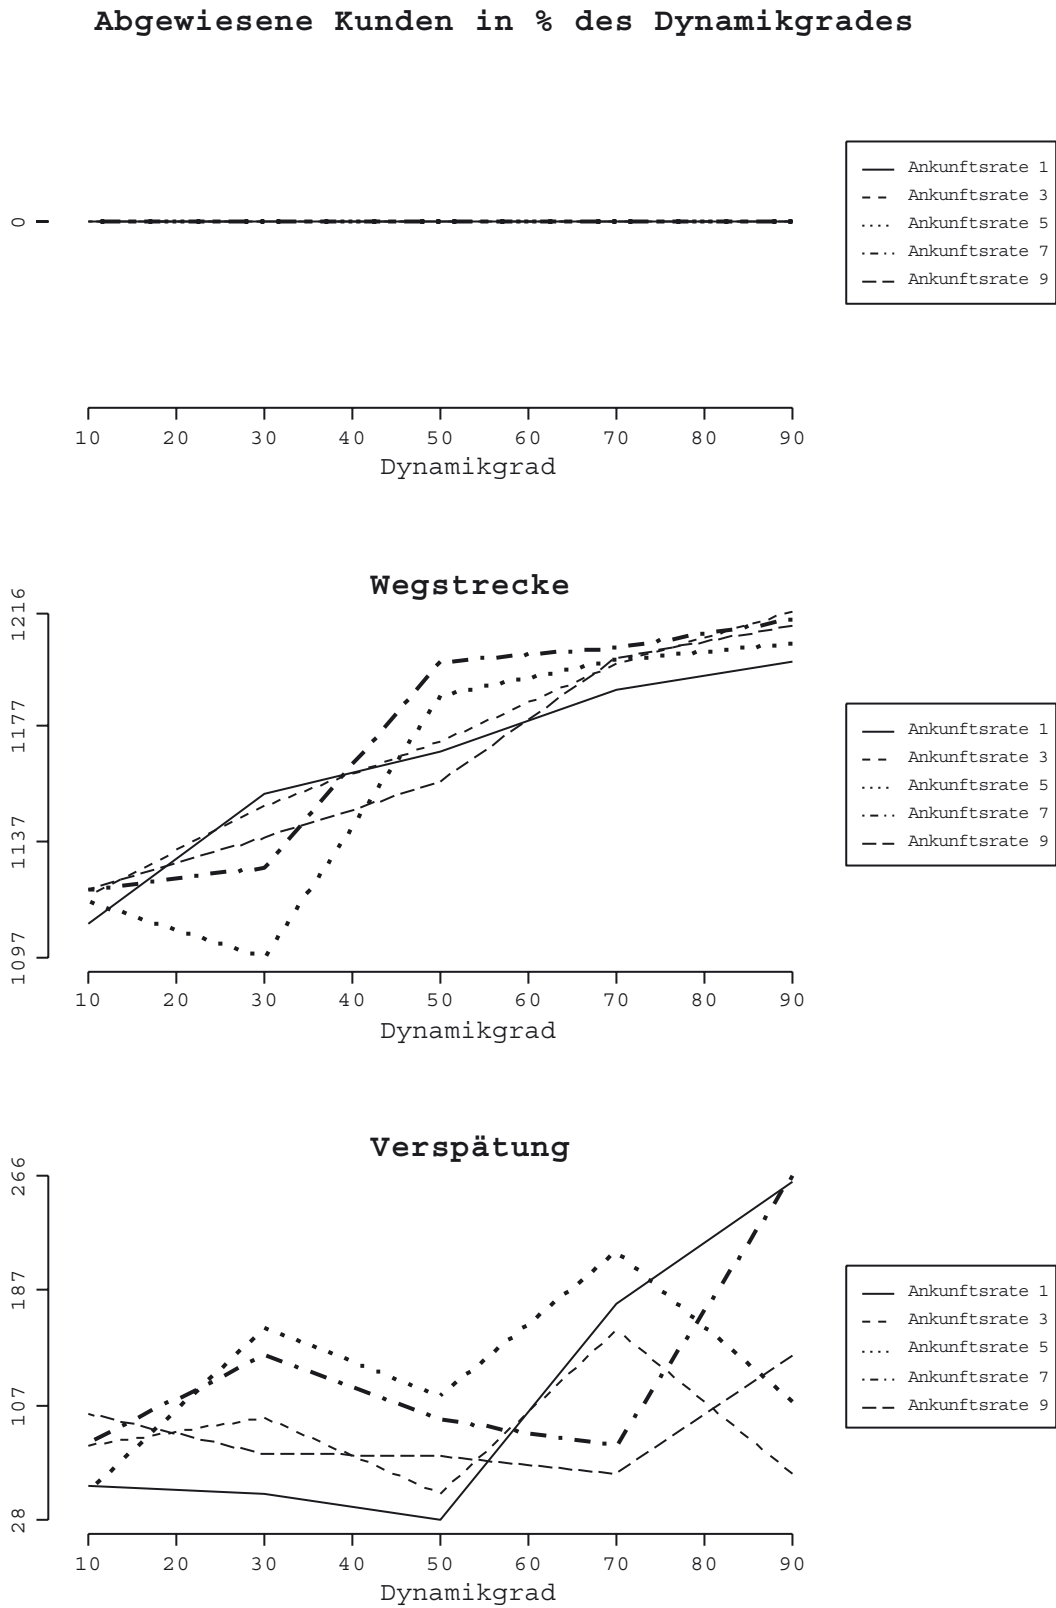 Abgewiesene Kunden in % des Dynamikgrades
0
10 20 30 40 50 60 70 80 90
Dynamikgrad
Ankunftsrate 1
Ankunftsrate 3
Ankunftsrate 5
Ankunftsrate 7
Ankunftsrate 9
Wegstrecke
1216
1177
1137
1097
10 20 30 40 50 60 70 80 90
Dynamikgrad
Ankunftsrate 1
Ankunftsrate 3
Ankunftsrate 5
Ankunftsrate 7
Ankunftsrate 9
Verspätung
266
187
107
28
10 20 30 40 50 60 70 80 90
Dynamikgrad
Ankunftsrate 1
Ankunftsrate 3
Ankunftsrate 5
Ankunftsrate 7
Ankunftsrate 9